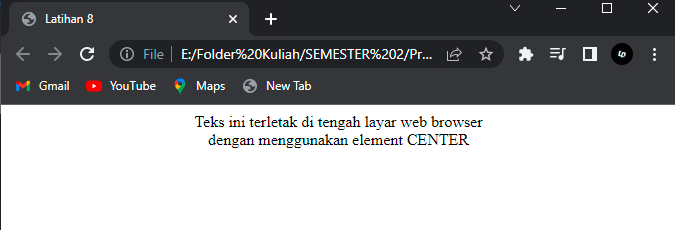 Latihan 8
File E:/Folder%20Kuliah/SEMESTER%202/Pr...
Gmail YouTube Maps New Tab
Teks ini terletak di tengah layar web browser
dengan menggunakan element CENTER